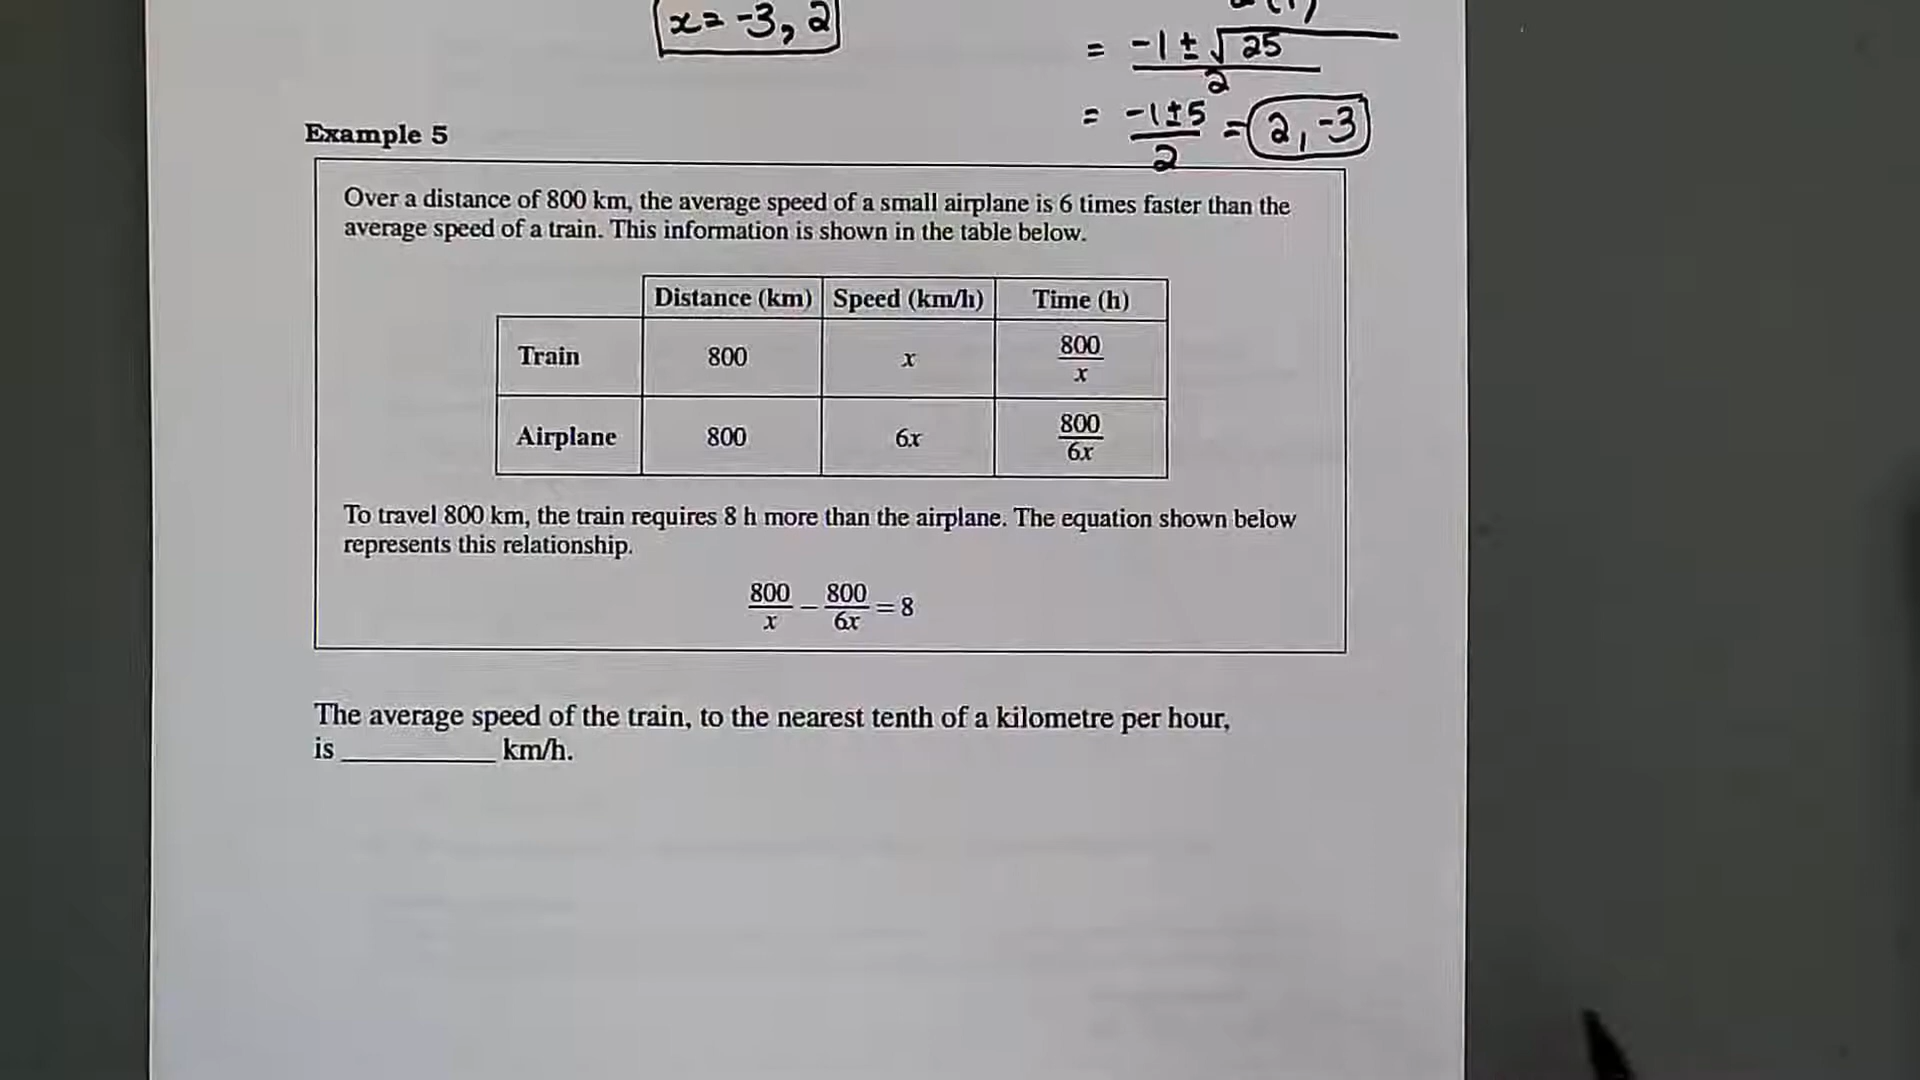 x = -3, 2
2(1)
= -1 ± √25
2
= -1 ± 5 = 2, -3
2
Example 5
Over a distance of 800 km, the average speed of a small airplane is 6 times faster than the
average speed of a train. This information is shown in the table below.
Distance (km) Speed (km/h) Time (h)
Train 800 x 800/x
Airplane 800 6x 800/6x
To travel 800 km, the train requires 8 h more than the airplane. The equation shown below
represents this relationship.
800/x − 800/6x = 8
The average speed of the train, to the nearest tenth of a kilometre per hour,
is __________ km/h.